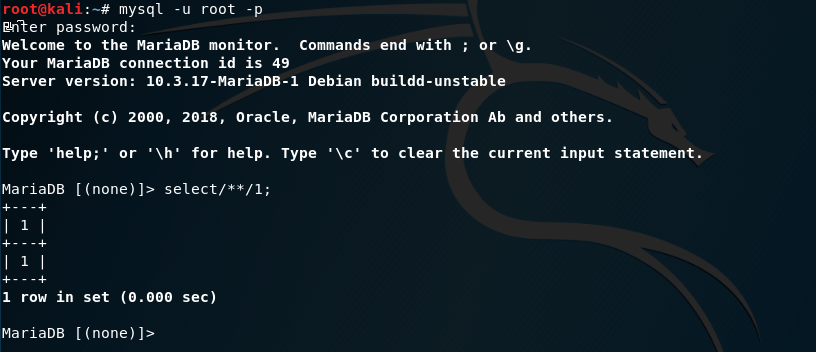 root@kali:~# mysql -u root -p
Enter password:
Welcome to the MariaDB monitor.  Commands end with ; or \g.
Your MariaDB connection id is 49
Server version: 10.3.17-MariaDB-1 Debian buildd-unstable

Copyright (c) 2000, 2018, Oracle, MariaDB Corporation Ab and others.

Type 'help;' or '\h' for help. Type '\c' to clear the current input statement.

MariaDB [(none)]> select/**/1;
+---+
| 1 |
+---+
| 1 |
+---+
1 row in set (0.000 sec)

MariaDB [(none)]>